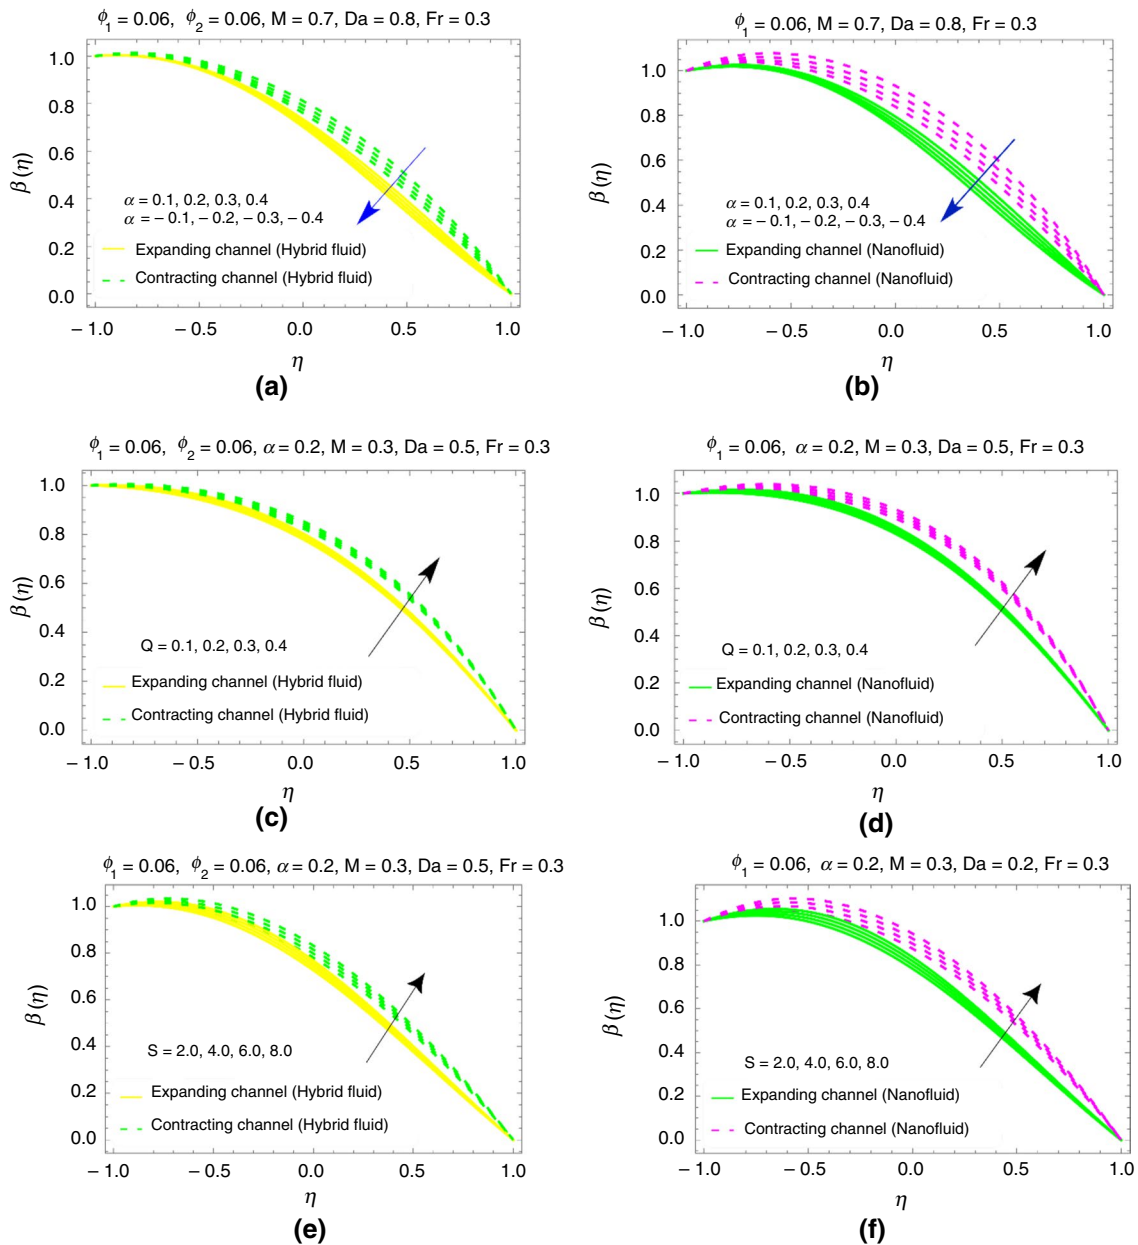 ϕ1 = 0.06, ϕ2 = 0.06, M = 0.7, Da = 0.8, Fr = 0.3
1.0
0.8
0.6
0.4
0.2
0.0
β(η)
α = 0.1, 0.2, 0.3, 0.4
α = − 0.1, − 0.2, − 0.3, − 0.4
Expanding channel (Hybrid fluid)
Contracting channel (Hybrid fluid)
− 1.0 − 0.5 0.0 0.5 1.0
η
(a)
ϕ1 = 0.06, M = 0.7, Da = 0.8, Fr = 0.3
1.0
0.8
0.6
0.4
0.2
0.0
β(η)
α = 0.1, 0.2, 0.3, 0.4
α = − 0.1, − 0.2, − 0.3, − 0.4
Expanding channel (Nanofluid)
Contracting channel (Nanofluid)
− 1.0 − 0.5 0.0 0.5 1.0
η
(b)
ϕ1 = 0.06, ϕ2 = 0.06, α = 0.2, M = 0.3, Da = 0.5, Fr = 0.3
1.0
0.8
0.6
0.4
0.2
0.0
β(η)
Q = 0.1, 0.2, 0.3, 0.4
Expanding channel (Hybrid fluid)
Contracting channel (Hybrid fluid)
− 1.0 − 0.5 0.0 0.5 1.0
η
(c)
ϕ1 = 0.06, α = 0.2, M = 0.3, Da = 0.5, Fr = 0.3
1.0
0.8
0.6
0.4
0.2
0.0
β(η)
Q = 0.1, 0.2, 0.3, 0.4
Expanding channel (Nanofluid)
Contracting channel (Nanofluid)
− 1.0 − 0.5 0.0 0.5 1.0
η
(d)
ϕ1 = 0.06, ϕ2 = 0.06, α = 0.2, M = 0.3, Da = 0.5, Fr = 0.3
1.0
0.8
0.6
0.4
0.2
0.0
β(η)
S = 2.0, 4.0, 6.0, 8.0
Expanding channel (Hybrid fluid)
Contracting channel (Hybrid fluid)
− 1.0 − 0.5 0.0 0.5 1.0
η
(e)
ϕ1 = 0.06, α = 0.2, M = 0.3, Da = 0.2, Fr = 0.3
1.0
0.8
0.6
0.4
0.2
0.0
β(η)
S = 2.0, 4.0, 6.0, 8.0
Expanding channel (Nanofluid)
Contracting channel (Nanofluid)
− 1.0 − 0.5 0.0 0.5 1.0
η
(f)